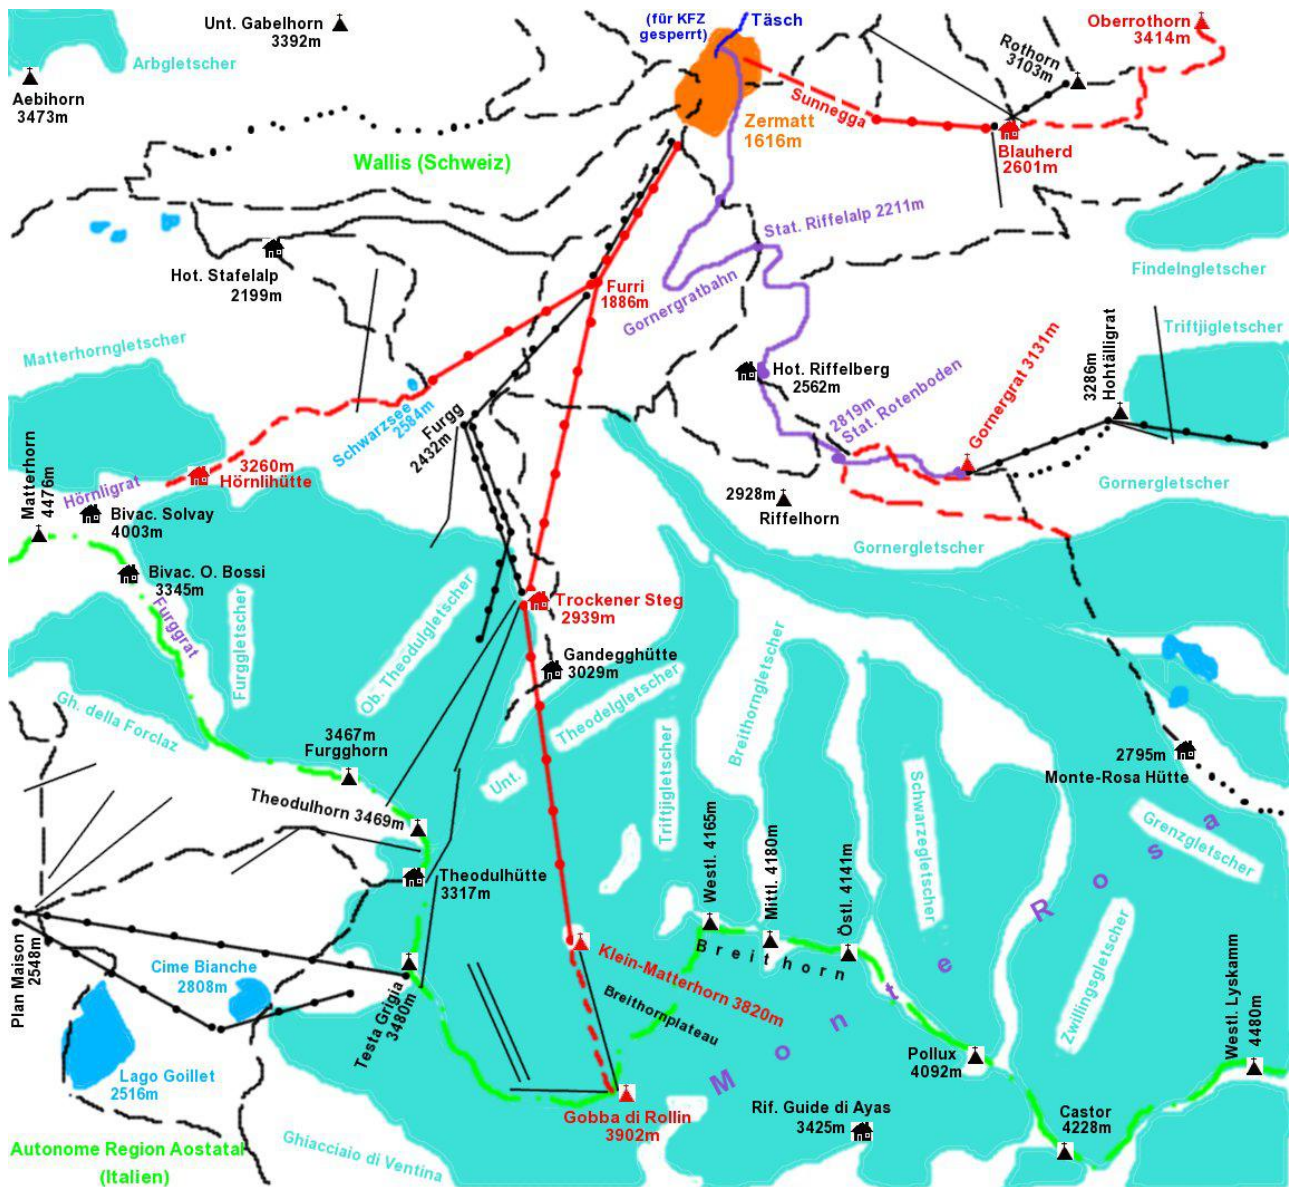 Unt. Gabelhorn
3392m
(für KFZ
gesperrt)
Täsch
Oberrothorn
3414m
Arbgletscher
Rothorn
3103m
Aebihorn
3473m
Sunnegga
Zermatt
1616m
Blauherd
2601m
Wallis (Schweiz)
Stat. Riffelalp 2211m
Hot. Stafelalp
2199m
Furri
1886m
Gornergratbahn
Findelngletscher
Matterhorngletscher
Triftjigletscher
Hot. Riffelberg
2562m
Schwarzsee
2584m
Furgg
2432m
2819m
Stat. Rotenboden
Gornergrat 3131m
3286m
Hohtälligrat
Matterhorn
4476m
Hörnligrat
3260m
Hörnlihütte
2928m
Riffelhorn
Gornergletscher
Gornergletscher
Bivac. Solvay
4003m
Bivac. O. Bossi
3345m
Furggrat
Furggletscher
Ob. Theodulgletscher
Trockener Steg
2939m
Gandegghütte
3029m
Unt.
Theodelgletscher
Triftjigletscher
Breithorngletscher
Schwarzegletscher
Gh. della Forclaz
3467m
Furgghorn
2795m
Monte-Rosa Hütte
Grenzgletscher
Theodulhorn 3469m
Theodulhütte
3317m
Westl. 4165m
Mittl. 4180m
Östl. 4141m
Breithorn
Monte Rosa
Zwillingsgletscher
Plan Maison
2548m
Cime Bianche
2808m
Testa Grigia
3480m
Klein-Matterhorn 3820m
Breithornplateau
Westl. Lyskamm
4480m
Lago Goillet
2516m
Pollux
4092m
Gobba di Rollin
3902m
Rif. Guide di Ayas
3425m
Castor
4228m
Autonome Region Aostatal
(Italien)
Ghiacciaio di Ventina